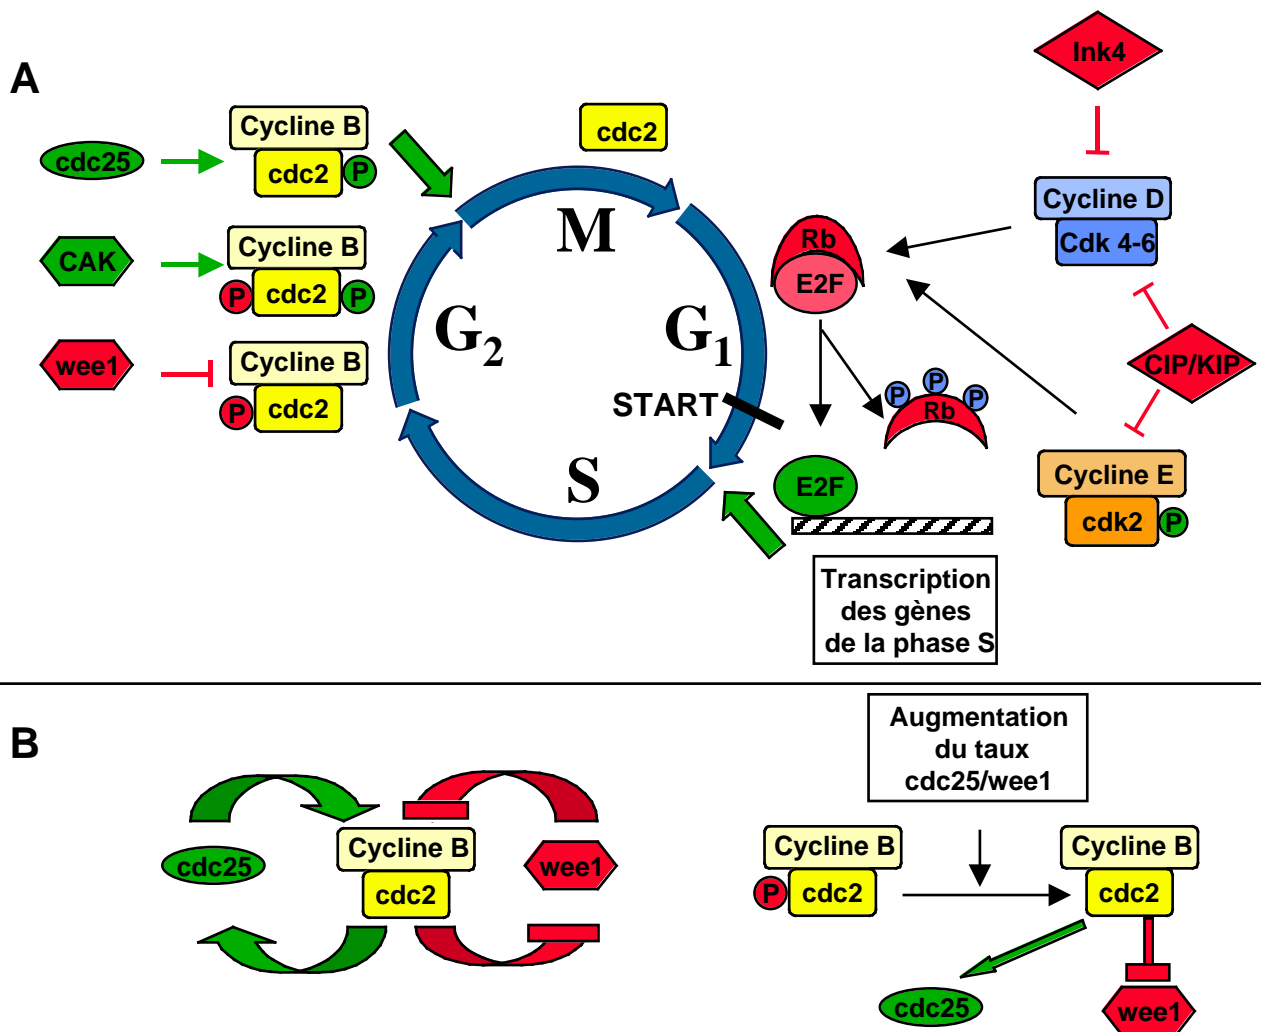 A
Ink4
cdc2
Cycline B
cdc25
cdc2 P
Cycline D
Cdk 4-6
M
Rb
E2F
Cycline B
CAK
P cdc2 P
G2
G1
wee1
Cycline B
P cdc2
CIP/KIP
START
P P P
Rb
S
E2F
Cycline E
cdk2 P
Transcription
des gènes
de la phase S
B
Augmentation
du taux
cdc25/wee1
Cycline B
cdc25
wee1
cdc2
Cycline B
P cdc2
Cycline B
cdc2
cdc25
wee1